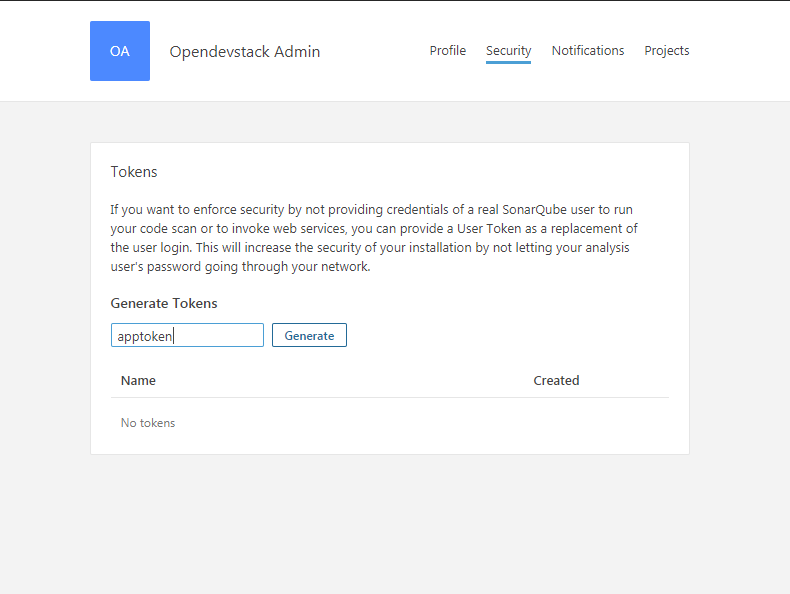 OA
Opendevstack Admin
Profile Security Notifications Projects
Tokens
If you want to enforce security by not providing credentials of a real SonarQube user to run
your code scan or to invoke web services, you can provide a User Token as a replacement of
the user login. This will increase the security of your installation by not letting your analysis
user's password going through your network.
Generate Tokens
apptoken Generate
Name Created
No tokens